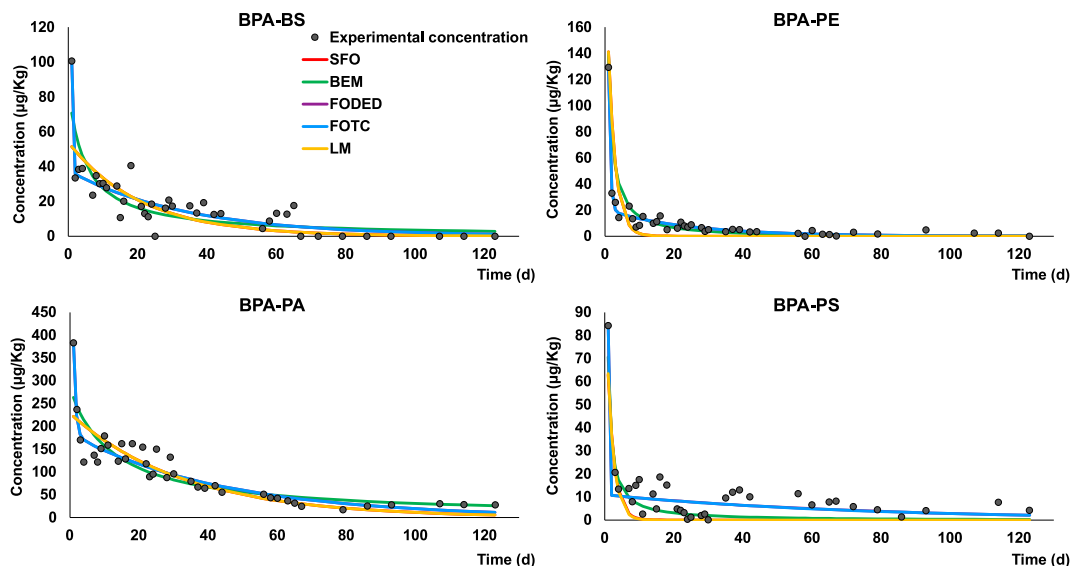 BPA-BS
Concentration (µg/Kg)
120
100
80
60
40
20
0
0 20 40 60 80 100 120 140
Time (d)
Experimental concentration
SFO
BEM
FODED
FOTC
LM
BPA-PE
Concentration (µg/Kg)
160
140
120
100
80
60
40
20
0
0 20 40 60 80 100 120 140
Time (d)
BPA-PA
Concentration (µg/Kg)
450
400
350
300
250
200
150
100
50
0
0 20 40 60 80 100 120 140
Time (d)
BPA-PS
Concentration (µg/Kg)
90
80
70
60
50
40
30
20
10
0
0 20 40 60 80 100 120 140
Time (d)